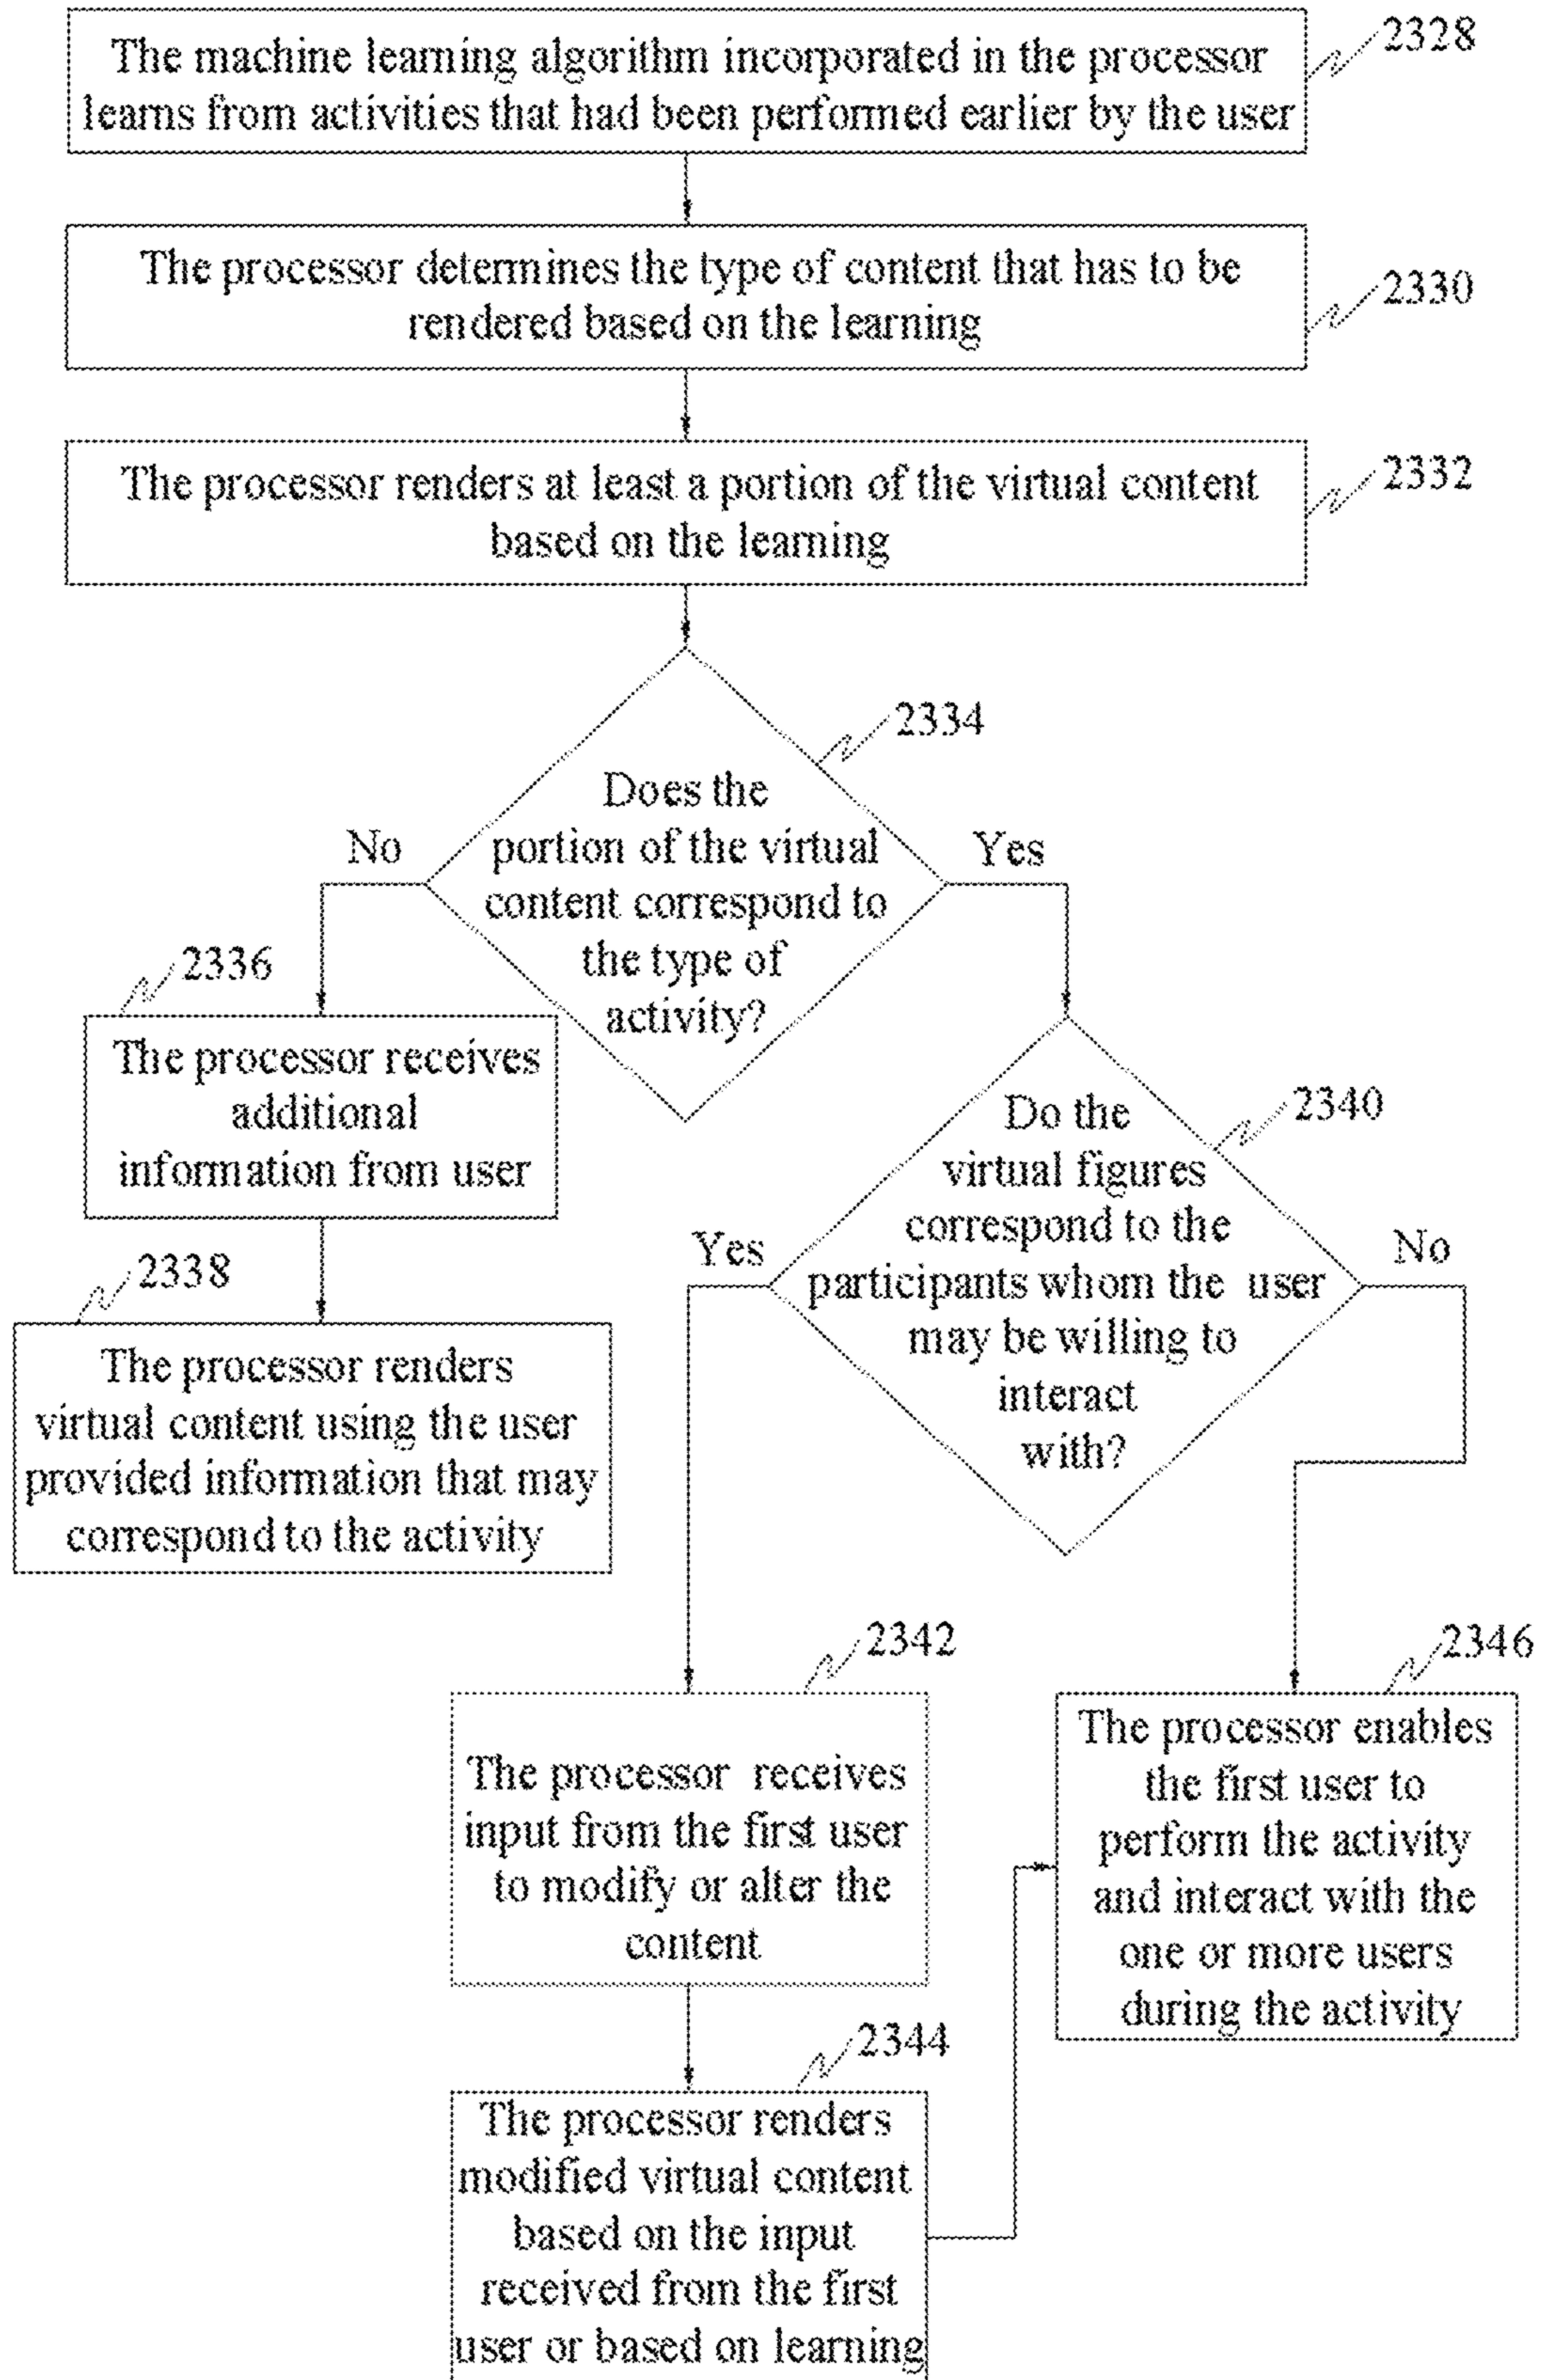 2328
The machine learning algorithm incorporated in the processor
learns from activities that had been performed earlier by the user
The processor determines the type of content that has to be
rendered based on the learning
2330
The processor renders at least a portion of the virtual content
based on the learning
2332
2334
Does the
portion of the virtual
content correspond to
the type of
activity?
No
Yes
2336
The processor receives
additional
information from user
2338
The processor renders
virtual content using the user
provided information that may
correspond to the activity
2340
Do the
virtual figures
correspond to the
participants whom the user
may be willing to
interact
with?
Yes
No
2342
The processor receives
input from the first user
to modify or alter the
content
2344
The processor renders
modified virtual content
based on the input
received from the first
user or based on learning
2346
The processor enables
the first user to
perform the activity
and interact with the
one or more users
during the activity